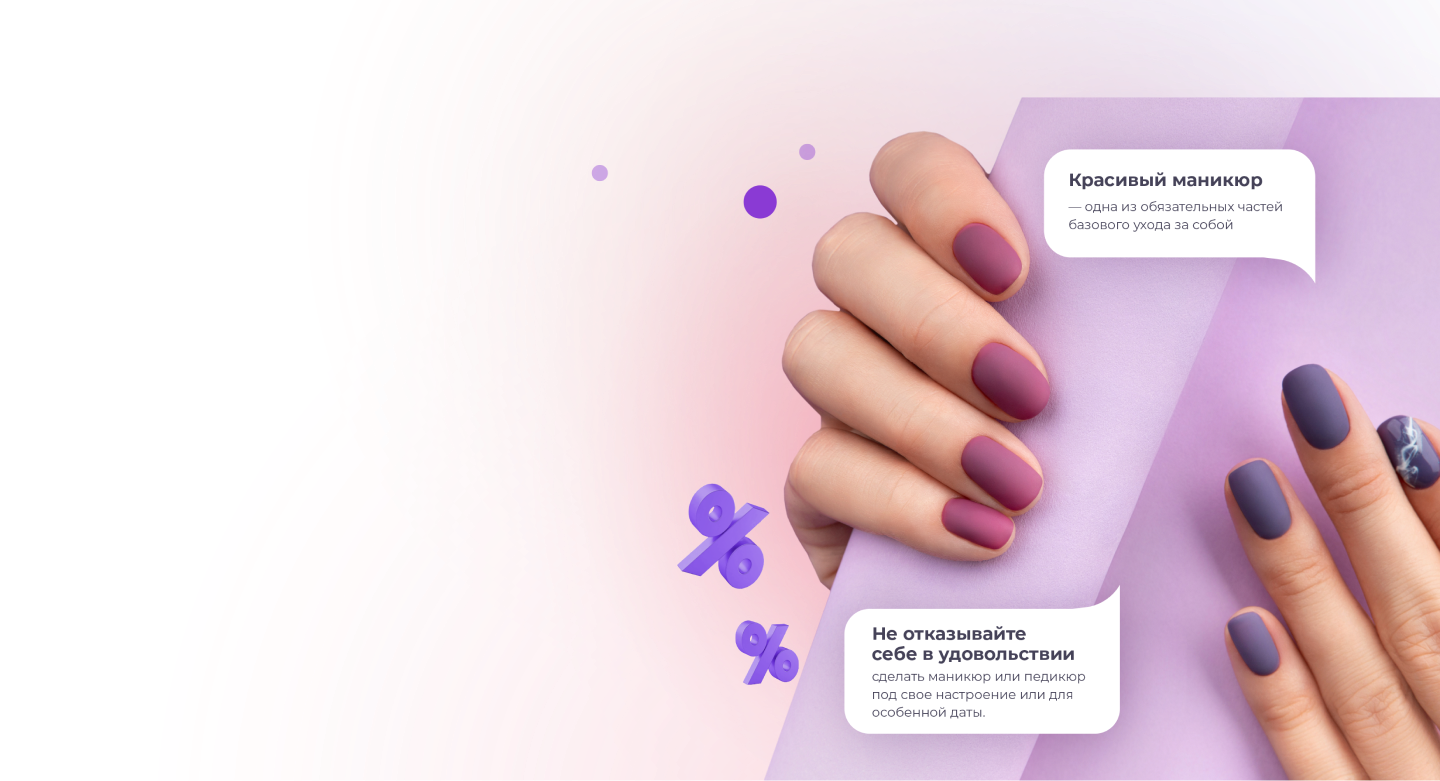 Красивый маникюр
— одна из обязательных частей
базового ухода за собой
%
%
Не отказывайте
себе в удовольствии
сделать маникюр или педикюр
под свое настроение или для
особенной даты.